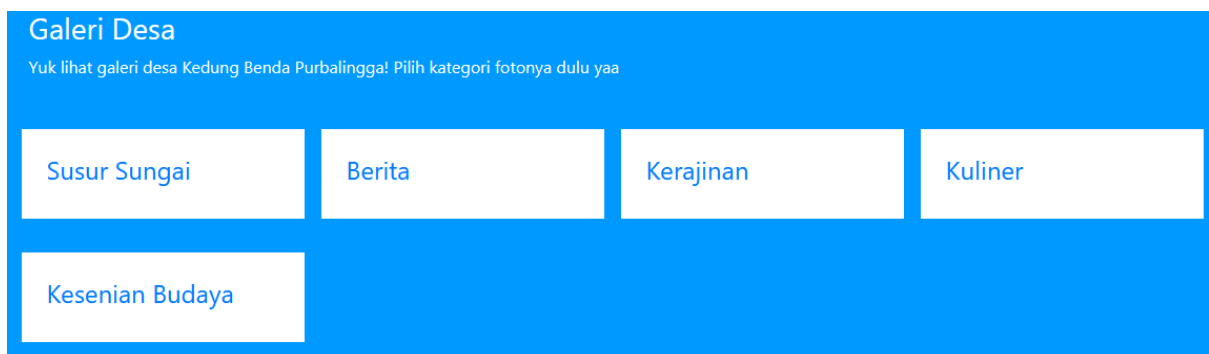 Galeri Desa
Yuk lihat galeri desa Kedung Benda Purbalingga! Pilih kategori fotonya dulu yaa
Susur Sungai
Berita
Kerajinan
Kuliner
Kesenian Budaya